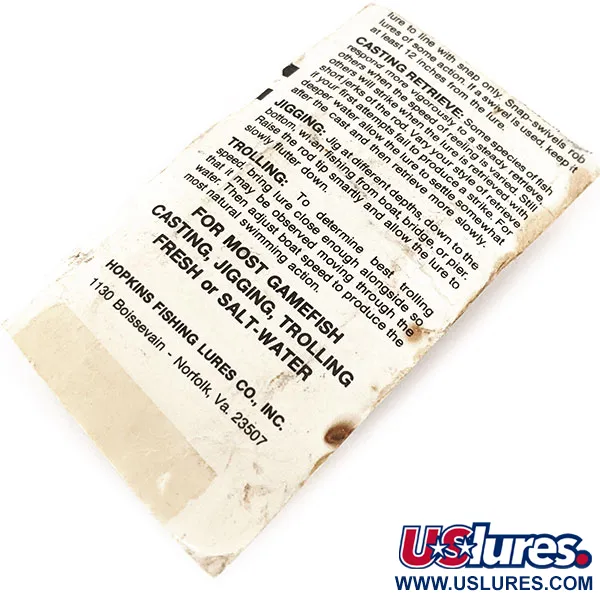 lure to line with snap only. Snap-swivels rob
lures of some action. If a swivel is used, keep
at least 12 inches from the lure.
CASTING RETRIEVE: Some species of fish
respond more vigorously to a steady retrieve,
others when the speed of reeling is varied. Still
others will strike when the lure is retrieved with
short jerks of the rod. Vary your style of retrieve
if your first attempts fail to produce a strike. For
deeper water allow the lure to settle somewhat
after the cast and then retrieve more slowly.
JIGGING: Jig at different depths, down to the
bottom, when fishing from boat, bridge, or pier.
Raise the rod tip smartly and allow the lure to
slowly flutter down.
TROLLING: To determine best trolling
speed, bring lure close enough alongside so
that it may be observed moving through the
water. Then adjust boat speed to produce the
most natural swimming action.
FOR MOST GAMEFISH
CASTING, JIGGING, TROLLING
FRESH or SALT-WATER
HOPKINS FISHING LURES CO., INC.
1130 Boissevain - Norfolk, Va. 23507
USlures.
WWW.USLURES.COM